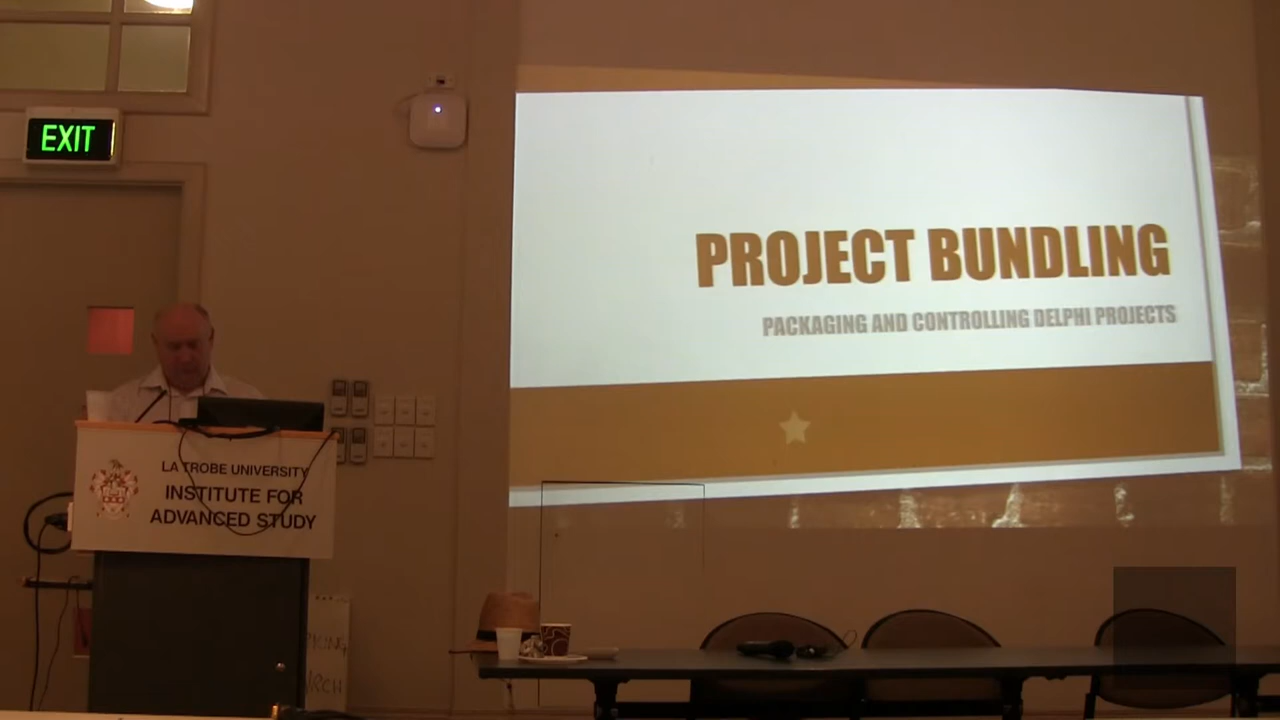 EXIT
PROJECT BUNDLING
PACKAGING AND CONTROLLING DELPHI PROJECTS
LA TROBE UNIVERSITY
INSTITUTE FOR
ADVANCED STUDY